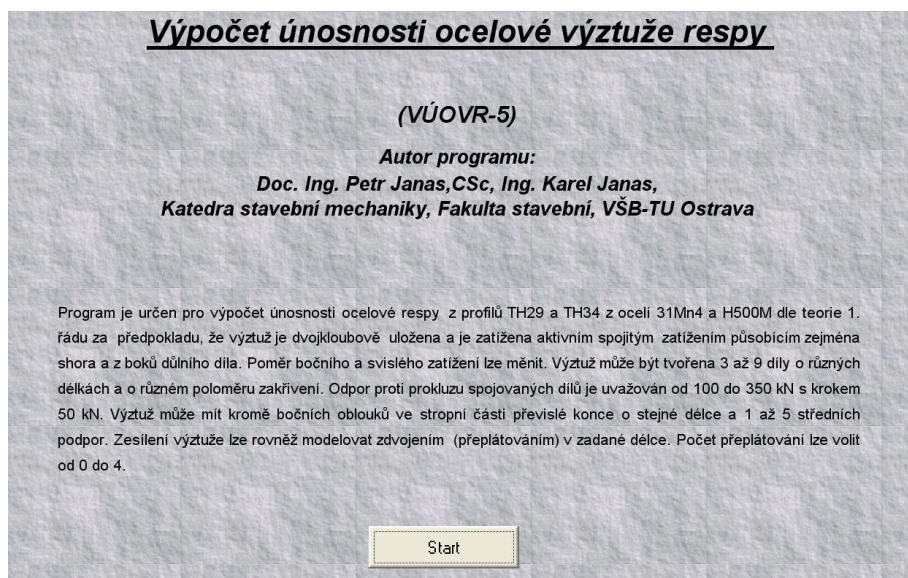 Výpočet únosnosti ocelové výztuže respy
(VÚOVR-5)
Autor programu:
Doc. Ing. Petr Janas,CSc, Ing. Karel Janas,
Katedra stavební mechaniky, Fakulta stavební, VŠB-TU Ostrava
Program je určen pro výpočet únosnosti ocelové respy z profilů TH29 a TH34 z oceli 31Mn4 a H500M dle teorie 1.
řádu za předpokladu, že výztuž je dvojkloubově uložena a je zatížena aktivním spojitým zatížením působícím zejména
shora a z boků důlního díla. Poměr bočního a svislého zatížení lze měnit. Výztuž může být tvořena 3 až 9 díly o různých
délkách a o různém poloměru zakřivení. Odpor proti prokluzu spojovaných dílů je uvažován od 100 do 350 kN s krokem
50 kN. Výztuž může mít kromě bočních oblouků ve stropní části převislé konce o stejné délce a 1 až 5 středních
podpor. Zesílení výztuže lze rovněž modelovat zdvojením (přeplátováním) v zadané délce. Počet přeplátování lze volit
od 0 do 4.
Start